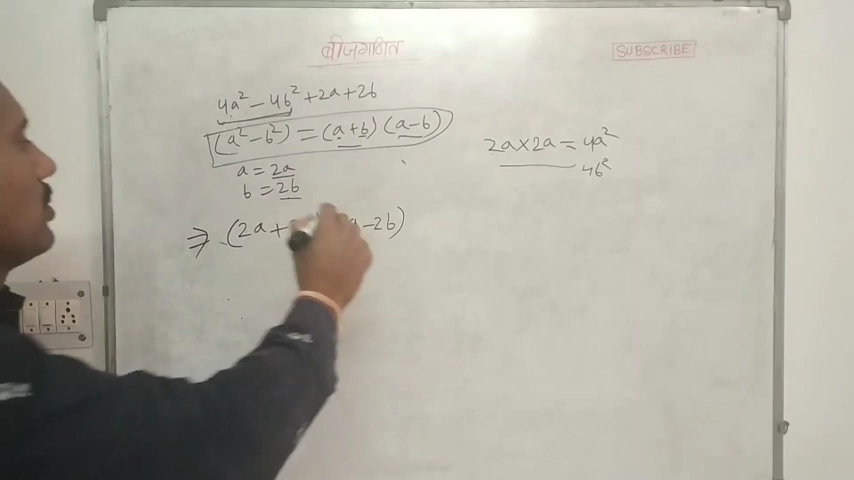 बीजगणित
SUBSCRIBE
4a² - 4b² + 2a + 2b
(a² - b²) = (a+b) (a-b)
2a × 2a = 4a²
4b²
a = 2a
b = 2b
⇒ (2a+ -2b)